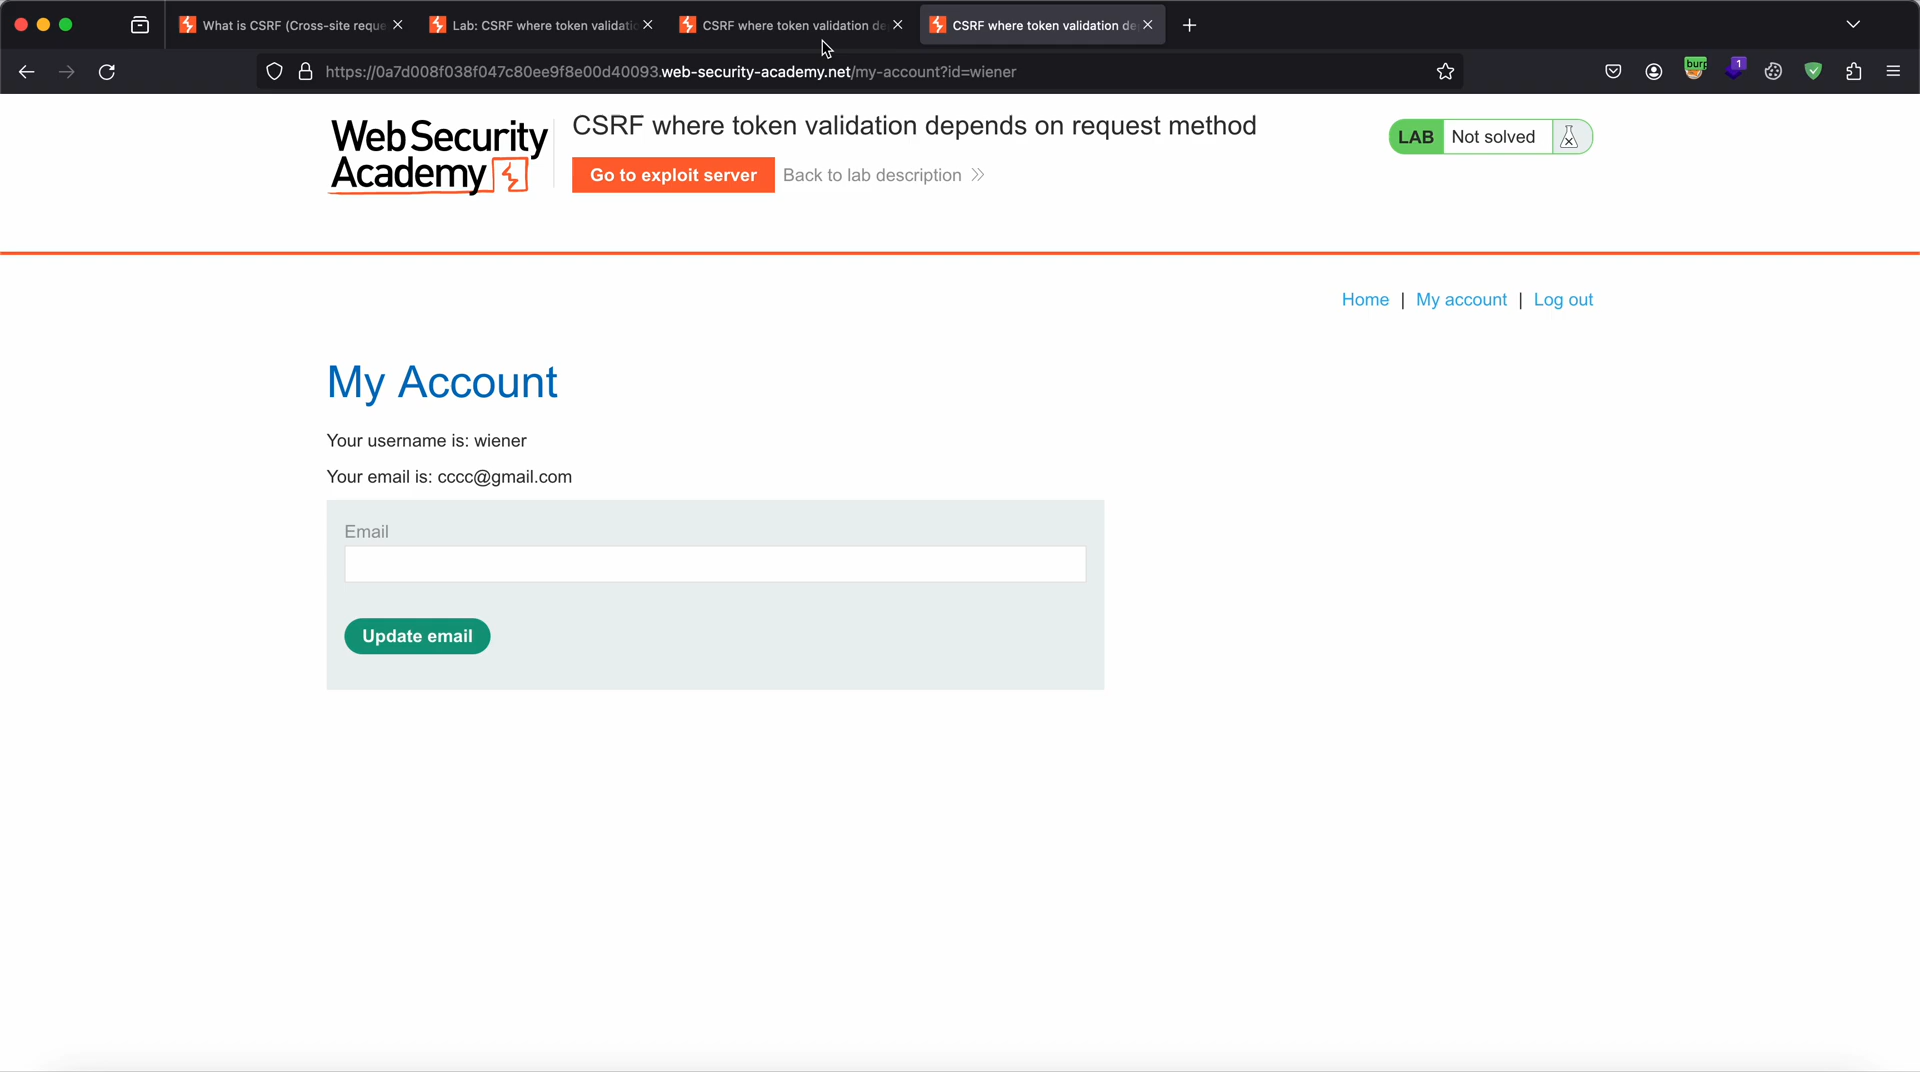 What is CSRF (Cross-site reque
Lab: CSRF where token validatio
CSRF where token validation de
CSRF where token validation de
https://0a7d008f038f047c80ee9f8e00d40093.web-security-academy.net/my-account?id=wiener
burp
1
Web Security
Academy
CSRF where token validation depends on request method
Go to exploit server
Back to lab description
LAB
Not solved
Home | My account | Log out
My Account
Your username is: wiener
Your email is: cccc@gmail.com
Email
Update email